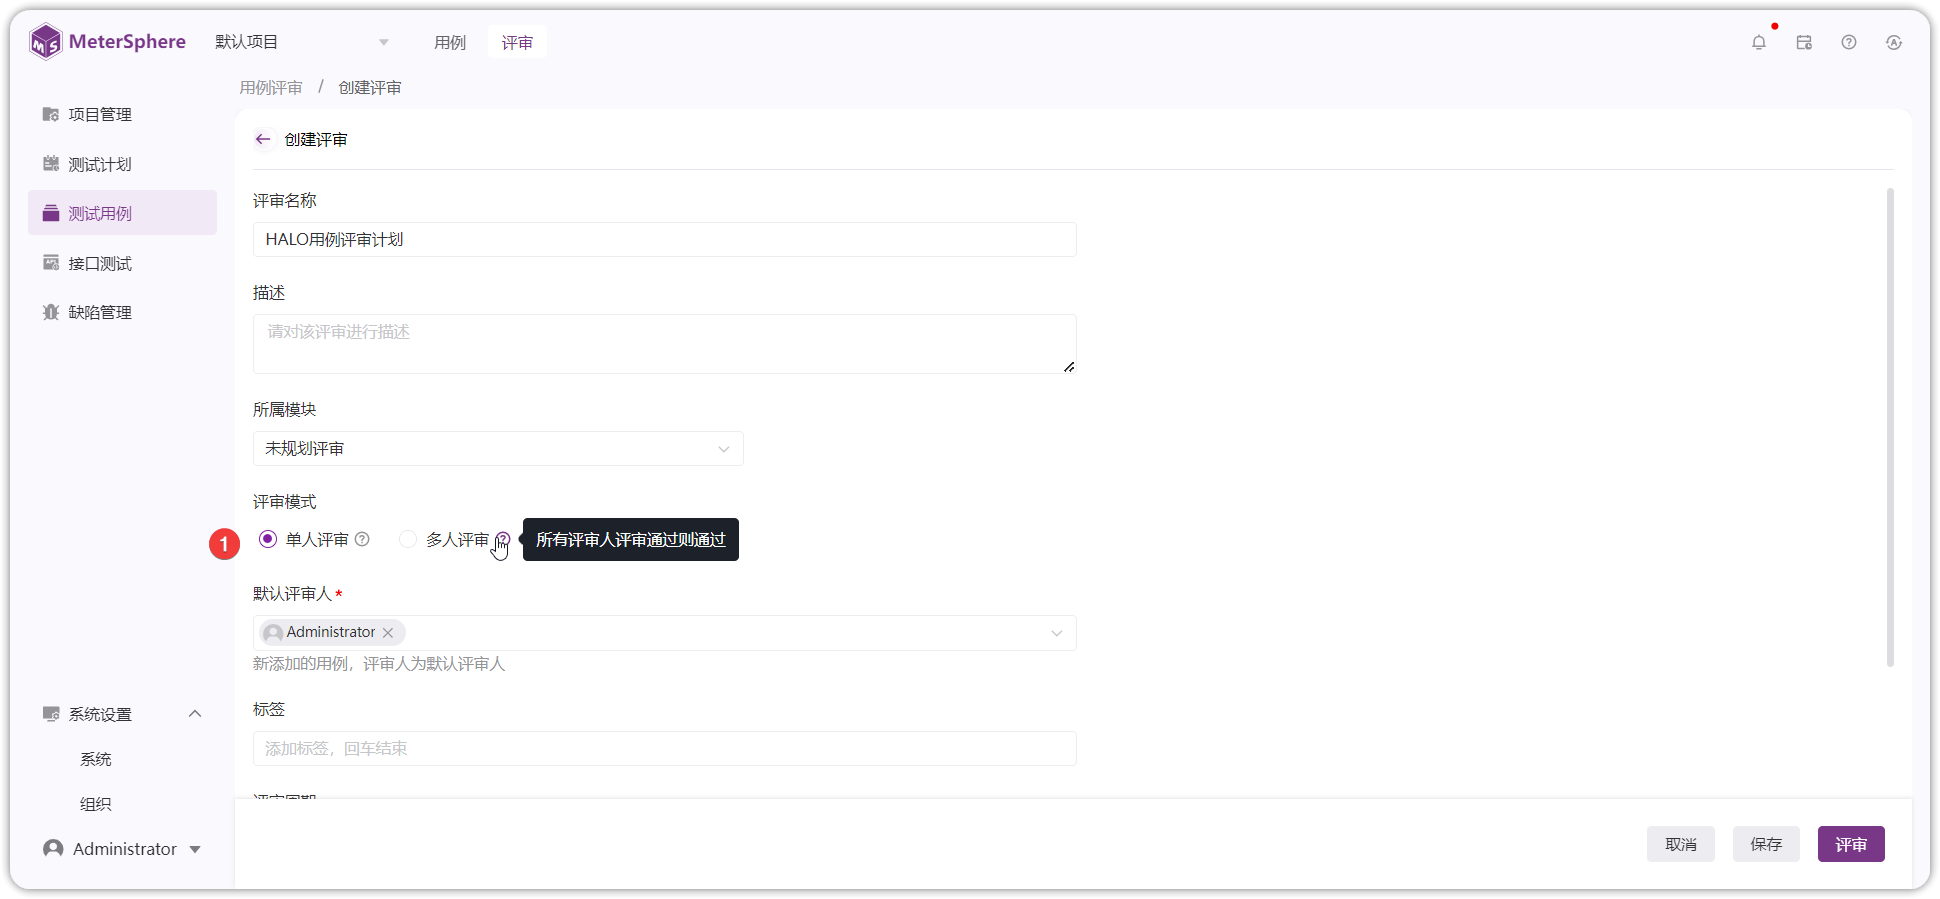 MeterSphere
默认项目
用例
评审
用例评审 / 创建评审
项目管理
测试计划
测试用例
接口测试
缺陷管理
创建评审
评审名称
HALO用例评审计划
描述
请对该评审进行描述
所属模块
未规划评审
评审模式
1
单人评审
多人评审
所有评审人评审通过则通过
默认评审人*
Administrator
新添加的用例，评审人为默认评审人
标签
添加标签，回车结束
系统设置
系统
组织
Administrator
取消
保存
评审